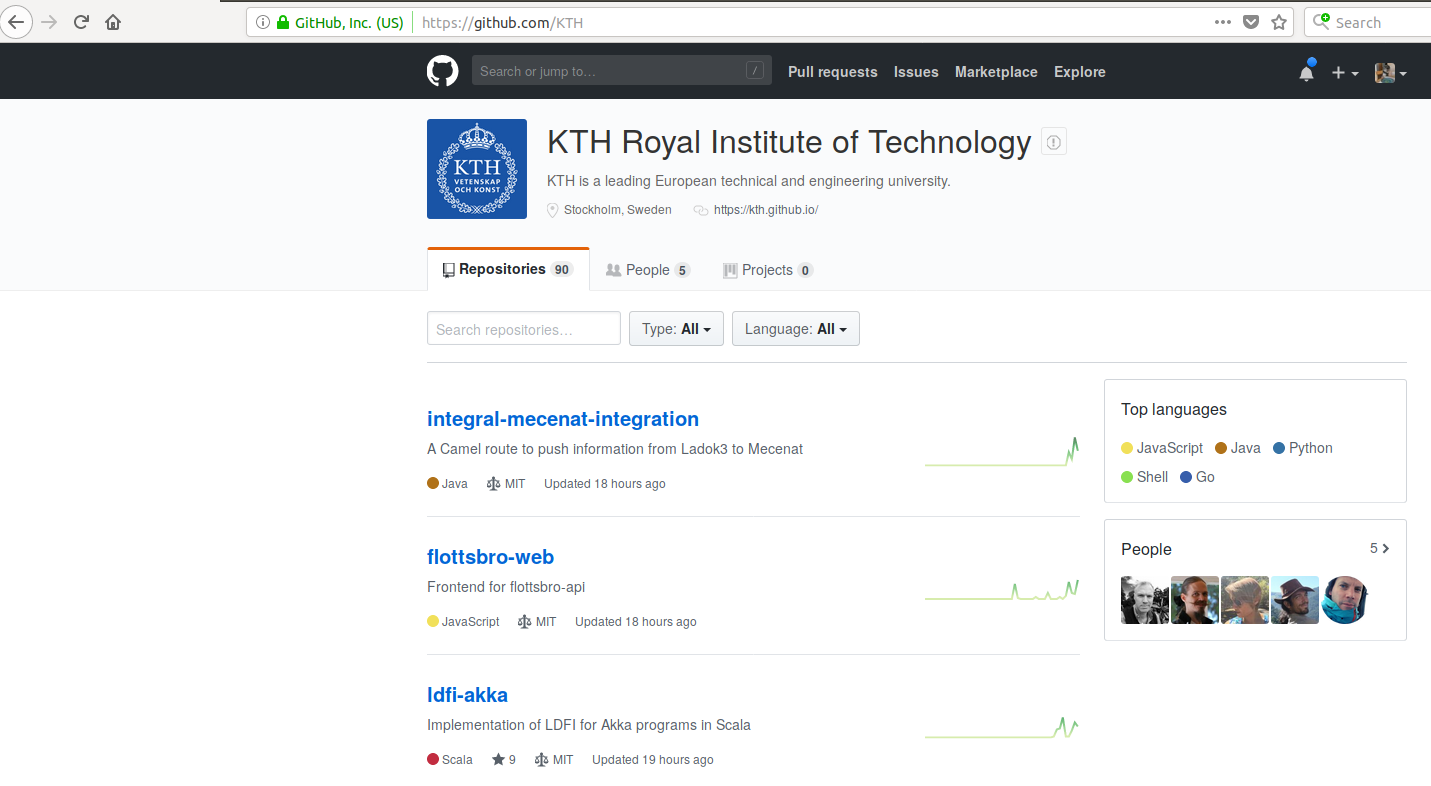 GitHub, Inc. (US) https://github.com/KTH Search
Search or jump to… / Pull requests Issues Marketplace Explore
KTH
VETENSKAP
OCH KONST
KTH Royal Institute of Technology
KTH is a leading European technical and engineering university.
Stockholm, Sweden https://kth.github.io/
Repositories 90 People 5 Projects 0
Search repositories… Type: All Language: All
integral-mecenat-integration
A Camel route to push information from Ladok3 to Mecenat
Java MIT Updated 18 hours ago
flottsbro-web
Frontend for flottsbro-api
JavaScript MIT Updated 18 hours ago
ldfi-akka
Implementation of LDFI for Akka programs in Scala
Scala 9 MIT Updated 19 hours ago
Top languages
JavaScript Java Python
Shell Go
People 5